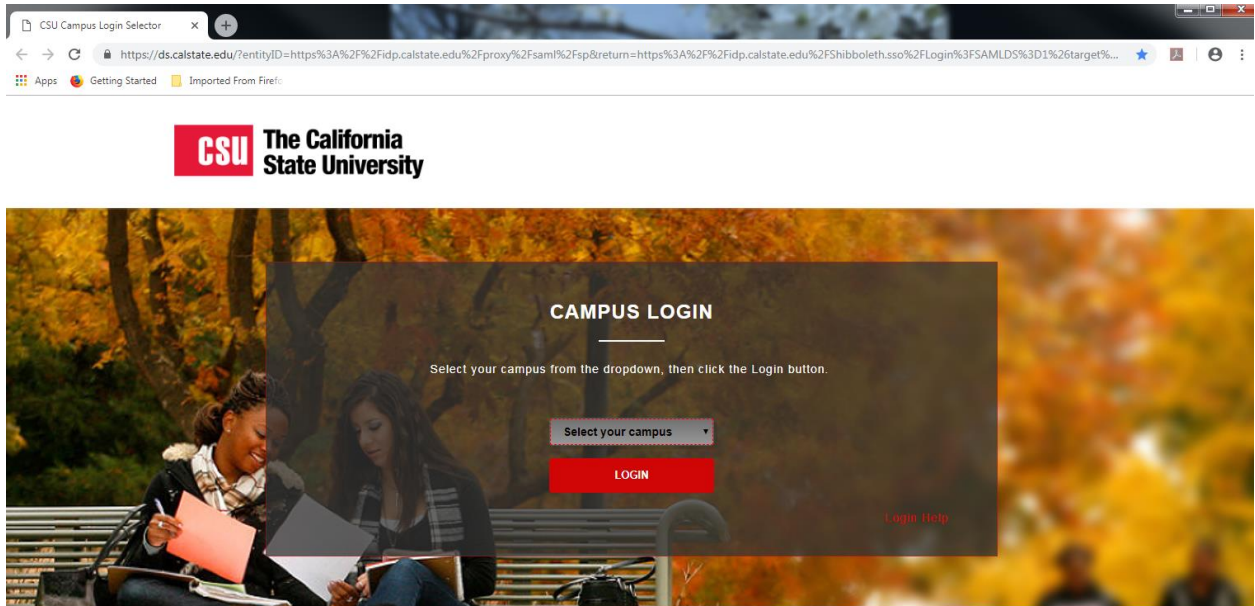 CSU Campus Login Selector
https://ds.calstate.edu/?entityID=https%3A%2F%2Fidp.calstate.edu%2Fproxy%2Fsaml%2Fsp&return=https%3A%2F%2Fidp.calstate.edu%2FShibboleth.sso%2FLogin%3FSAMLDS%3D1%26target%...
Apps Getting Started Imported From Firefo
CSU The California
State University
CAMPUS LOGIN
Select your campus from the dropdown, then click the Login button.
Select your campus
LOGIN
Login Help